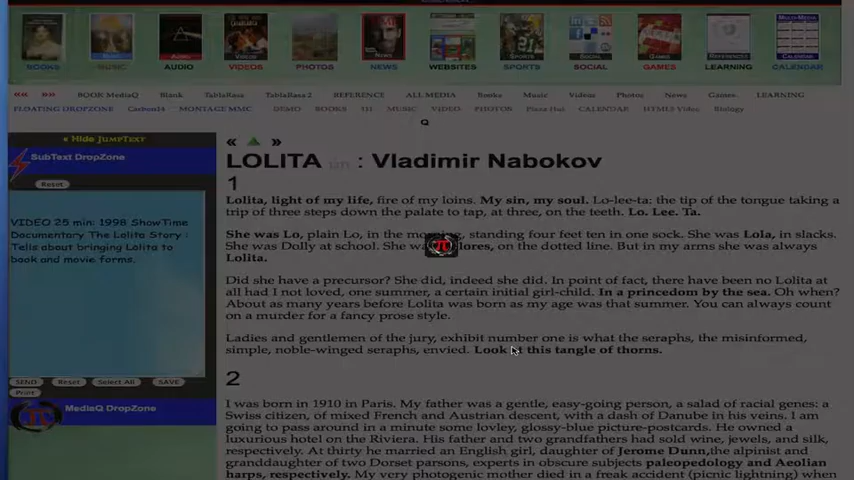 BOOKS MUSIC AUDIO VIDEOS PHOTOS NEWS WEBSITES SPORTS SOCIAL GAMES LEARNING CALENDAR
BOOK MediaQ Blank TablaRasa TablaRasa 2 REFERENCE ALL MEDIA Books Music Videos Photos News Games LEARNING
FLOATING DROPZONE Carbon14 MONTAGE MMC DEMO BOOKS MUSIC VIDEO PHOTOS Pizza Hut CALENDAR HTML5 Video Biology
Q
Hide JUMPTEXT
SubText DropZone
Reset
VIDEO 25 min: 1998 ShowTime
Documentary The Lolita Story :
Tells about bringing Lolita to
book and movie forms.
SEND Reset Select All SAVE
Print
MediaQ DropZone
« »
LOLITA : Vladimir Nabokov
1
Lolita, light of my life, fire of my loins. My sin, my soul. Lo-lee-ta: the tip of the tongue taking a
trip of three steps down the palate to tap, at three, on the teeth. Lo. Lee. Ta.
She was Lo, plain Lo, in the standing four feet ten in one sock. She was Lola, in slacks.
She was Dolly at school. She lores, on the dotted line. But in my arms she was always
Lolita.
Did she have a precursor? She did, indeed she did. In point of fact, there have been no Lolita at
all had I not loved, one summer, a certain initial girl-child. In a princedom by the sea. Oh when?
About as many years before Lolita was born as my age was that summer. You can always count
on a murder for a fancy prose style.
Ladies and gentlemen of the jury, exhibit number one is what the seraphs, the misinformed,
simple, noble-winged seraphs, envied. Look at this tangle of thorns.
2
I was born in 1910 in Paris. My father was a gentle, easy-going person, a salad of racial genes: a
Swiss citizen, of mixed French and Austrian descent, with a dash of Danube in his veins. I am
going to pass around in a minute some lovley, glossy-blue picture-postcards. He owned a
luxurious hotel on the Riviera. His father and two grandfathers had sold wine, jewels, and silk,
respectively. At thirty he married an English girl, daughter of Jerome Dunn,the alpinist and
granddaughter of two Dorset parsons, experts in obscure subjects paleopedology and Aeolian
harps, respectively. My very photogenic mother died in a freak accident (picnic lightning) when